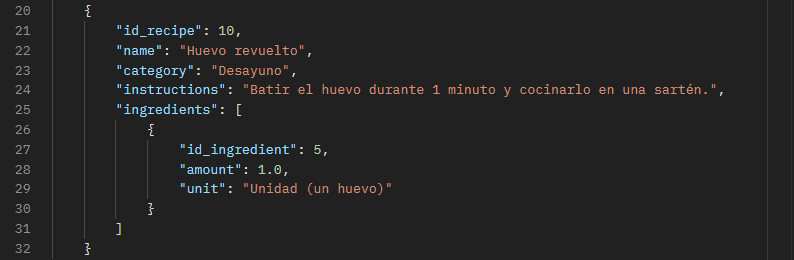 20 {
21 "id_recipe": 10,
22 "name": "Huevo revuelto",
23 "category": "Desayuno",
24 "instructions": "Batir el huevo durante 1 minuto y cocinarlo en una sartén.",
25 "ingredients": [
26 {
27 "id_ingredient": 5,
28 "amount": 1.0,
29 "unit": "Unidad (un huevo)"
30 }
31 ]
32 }